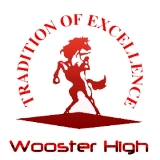 TRADITION OF EXCELLENCE
Wooster High